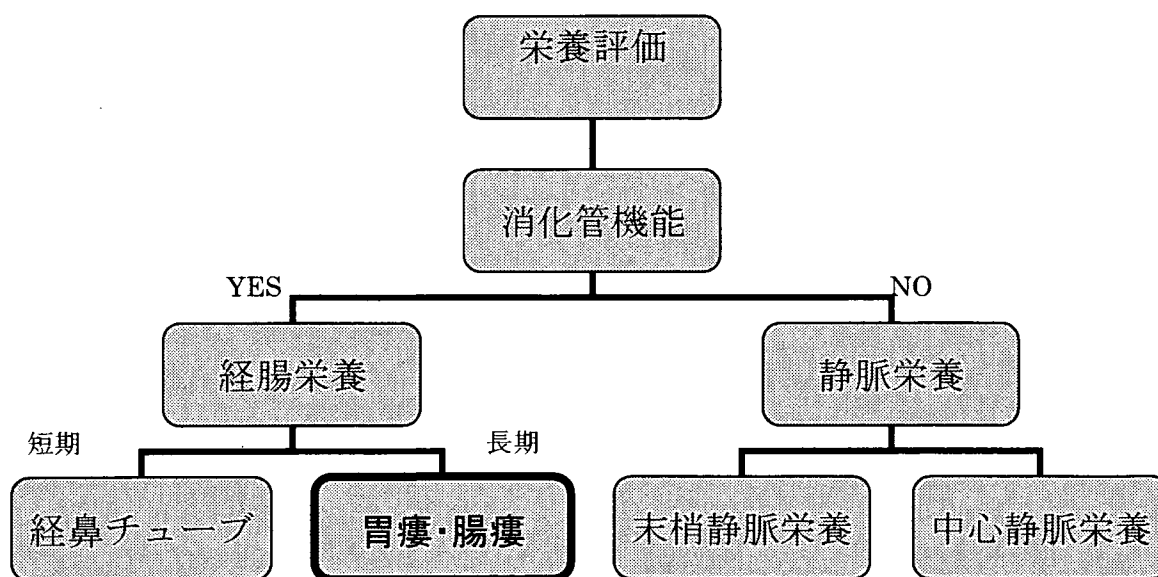 栄養評価
消化管機能
YES
NO
経腸栄養
静脈栄養
短期
長期
経鼻チューブ
胃瘻・腸瘻
末梢静脈栄養
中心静脈栄養